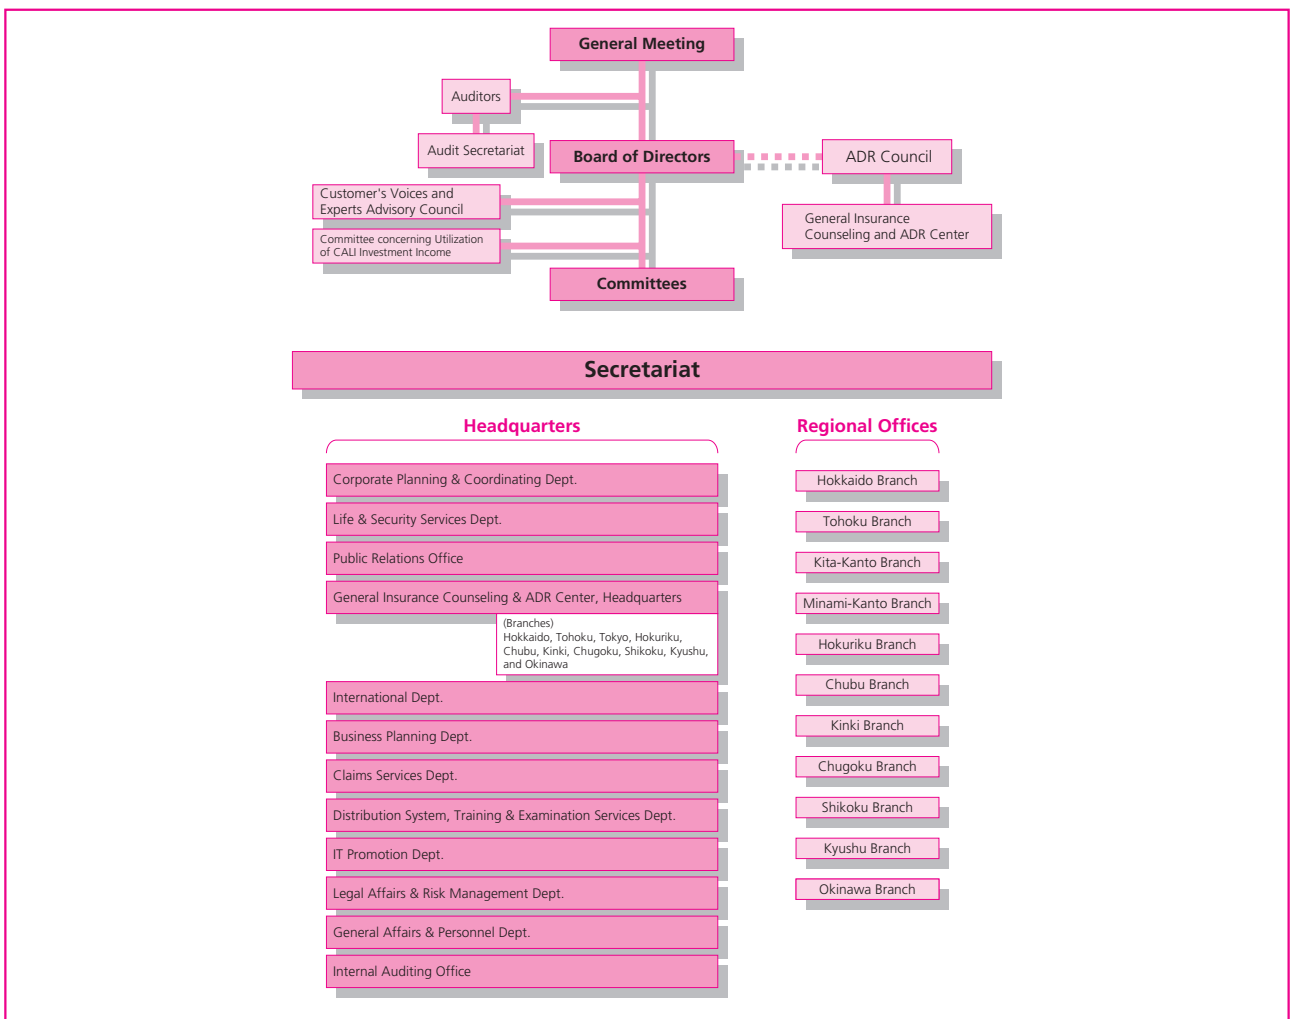 General Meeting
Auditors
Audit Secretariat
Board of Directors
ADR Council
Customer's Voices and
Experts Advisory Council
General Insurance
Counseling and ADR Center
Committee concerning Utilization
of CALI Investment Income
Committees
Secretariat
Headquarters
Corporate Planning & Coordinating Dept.
Life & Security Services Dept.
Public Relations Office
General Insurance Counseling & ADR Center, Headquarters
(Branches)
Hokkaido, Tohoku, Tokyo, Hokuriku,
Chubu, Kinki, Chugoku, Shikoku, Kyushu,
and Okinawa
International Dept.
Business Planning Dept.
Claims Services Dept.
Distribution System, Training & Examination Services Dept.
IT Promotion Dept.
Legal Affairs & Risk Management Dept.
General Affairs & Personnel Dept.
Internal Auditing Office
Regional Offices
Hokkaido Branch
Tohoku Branch
Kita-Kanto Branch
Minami-Kanto Branch
Hokuriku Branch
Chubu Branch
Kinki Branch
Chugoku Branch
Shikoku Branch
Kyushu Branch
Okinawa Branch